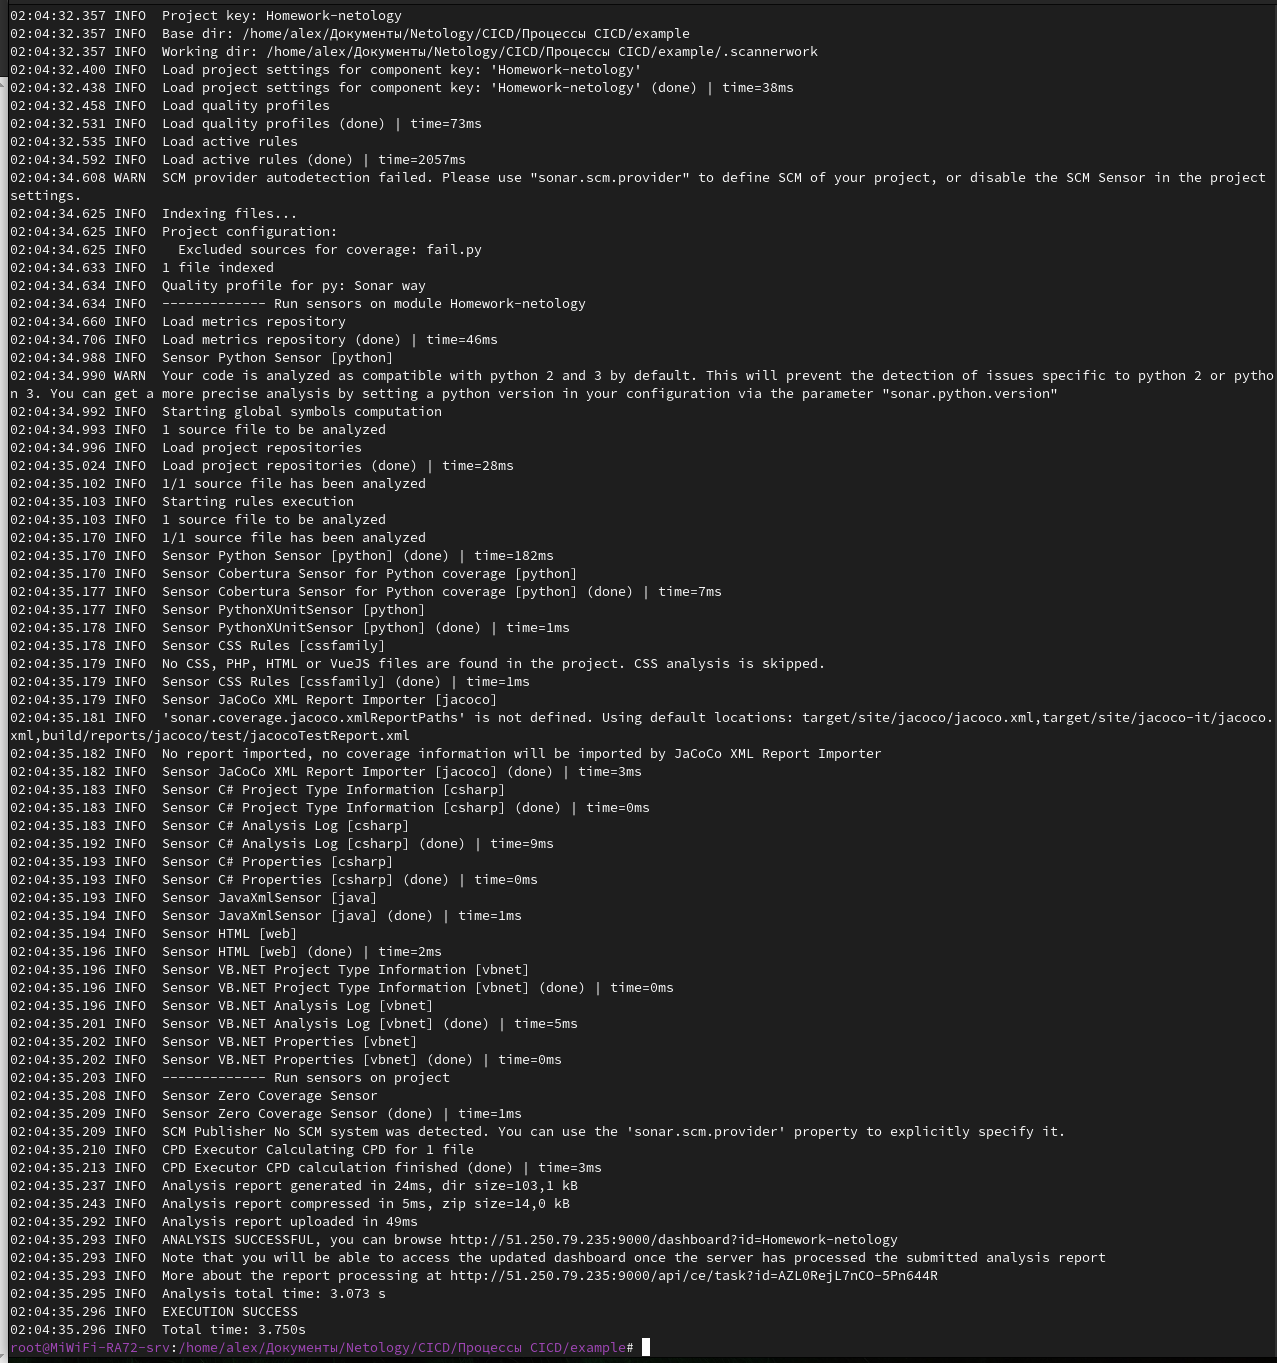 02:04:32.357 INFO  Project key: Homework-netology
02:04:32.357 INFO  Base dir: /home/alex/Документы/Netology/CICD/Процессы CICD/example
02:04:32.357 INFO  Working dir: /home/alex/Документы/Netology/CICD/Процессы CICD/example/.scannerwork
02:04:32.400 INFO  Load project settings for component key: 'Homework-netology'
02:04:32.438 INFO  Load project settings for component key: 'Homework-netology' (done) | time=38ms
02:04:32.458 INFO  Load quality profiles
02:04:32.531 INFO  Load quality profiles (done) | time=73ms
02:04:32.535 INFO  Load active rules
02:04:34.592 INFO  Load active rules (done) | time=2057ms
02:04:34.608 WARN  SCM provider autodetection failed. Please use "sonar.scm.provider" to define SCM of your project, or disable the SCM Sensor in the project
settings.
02:04:34.625 INFO  Indexing files...
02:04:34.625 INFO  Project configuration:
02:04:34.625 INFO    Excluded sources for coverage: fail.py
02:04:34.633 INFO  1 file indexed
02:04:34.634 INFO  Quality profile for py: Sonar way
02:04:34.634 INFO  ------------- Run sensors on module Homework-netology
02:04:34.660 INFO  Load metrics repository
02:04:34.706 INFO  Load metrics repository (done) | time=46ms
02:04:34.988 INFO  Sensor Python Sensor [python]
02:04:34.990 WARN  Your code is analyzed as compatible with python 2 and 3 by default. This will prevent the detection of issues specific to python 2 or pytho
n 3. You can get a more precise analysis by setting a python version in your configuration via the parameter "sonar.python.version"
02:04:34.992 INFO  Starting global symbols computation
02:04:34.993 INFO  1 source file to be analyzed
02:04:34.996 INFO  Load project repositories
02:04:35.024 INFO  Load project repositories (done) | time=28ms
02:04:35.102 INFO  1/1 source file has been analyzed
02:04:35.103 INFO  Starting rules execution
02:04:35.103 INFO  1 source file to be analyzed
02:04:35.170 INFO  1/1 source file has been analyzed
02:04:35.170 INFO  Sensor Python Sensor [python] (done) | time=182ms
02:04:35.170 INFO  Sensor Cobertura Sensor for Python coverage [python]
02:04:35.177 INFO  Sensor Cobertura Sensor for Python coverage [python] (done) | time=7ms
02:04:35.177 INFO  Sensor PythonXUnitSensor [python]
02:04:35.178 INFO  Sensor PythonXUnitSensor [python] (done) | time=1ms
02:04:35.178 INFO  Sensor CSS Rules [cssfamily]
02:04:35.179 INFO  No CSS, PHP, HTML or VueJS files are found in the project. CSS analysis is skipped.
02:04:35.179 INFO  Sensor CSS Rules [cssfamily] (done) | time=1ms
02:04:35.179 INFO  Sensor JaCoCo XML Report Importer [jacoco]
02:04:35.181 INFO  'sonar.coverage.jacoco.xmlReportPaths' is not defined. Using default locations: target/site/jacoco/jacoco.xml,target/site/jacoco-it/jacoco.
xml,build/reports/jacoco/test/jacocoTestReport.xml
02:04:35.182 INFO  No report imported, no coverage information will be imported by JaCoCo XML Report Importer
02:04:35.182 INFO  Sensor JaCoCo XML Report Importer [jacoco] (done) | time=3ms
02:04:35.183 INFO  Sensor C# Project Type Information [csharp]
02:04:35.183 INFO  Sensor C# Project Type Information [csharp] (done) | time=0ms
02:04:35.183 INFO  Sensor C# Analysis Log [csharp]
02:04:35.192 INFO  Sensor C# Analysis Log [csharp] (done) | time=9ms
02:04:35.193 INFO  Sensor C# Properties [csharp]
02:04:35.193 INFO  Sensor C# Properties [csharp] (done) | time=0ms
02:04:35.193 INFO  Sensor JavaXmlSensor [java]
02:04:35.194 INFO  Sensor JavaXmlSensor [java] (done) | time=1ms
02:04:35.194 INFO  Sensor HTML [web]
02:04:35.196 INFO  Sensor HTML [web] (done) | time=2ms
02:04:35.196 INFO  Sensor VB.NET Project Type Information [vbnet]
02:04:35.196 INFO  Sensor VB.NET Project Type Information [vbnet] (done) | time=0ms
02:04:35.196 INFO  Sensor VB.NET Analysis Log [vbnet]
02:04:35.201 INFO  Sensor VB.NET Analysis Log [vbnet] (done) | time=5ms
02:04:35.202 INFO  Sensor VB.NET Properties [vbnet]
02:04:35.202 INFO  Sensor VB.NET Properties [vbnet] (done) | time=0ms
02:04:35.203 INFO  ------------- Run sensors on project
02:04:35.208 INFO  Sensor Zero Coverage Sensor
02:04:35.209 INFO  Sensor Zero Coverage Sensor (done) | time=1ms
02:04:35.209 INFO  SCM Publisher No SCM system was detected. You can use the 'sonar.scm.provider' property to explicitly specify it.
02:04:35.210 INFO  CPD Executor Calculating CPD for 1 file
02:04:35.213 INFO  CPD Executor CPD calculation finished (done) | time=3ms
02:04:35.237 INFO  Analysis report generated in 24ms, dir size=103,1 kB
02:04:35.243 INFO  Analysis report compressed in 5ms, zip size=14,0 kB
02:04:35.292 INFO  Analysis report uploaded in 49ms
02:04:35.293 INFO  ANALYSIS SUCCESSFUL, you can browse http://51.250.79.235:9000/dashboard?id=Homework-netology
02:04:35.293 INFO  Note that you will be able to access the updated dashboard once the server has processed the submitted analysis report
02:04:35.293 INFO  More about the report processing at http://51.250.79.235:9000/api/ce/task?id=AZL0RejL7nCO-5Pn644R
02:04:35.295 INFO  Analysis total time: 3.073 s
02:04:35.296 INFO  EXECUTION SUCCESS
02:04:35.296 INFO  Total time: 3.750s
root@MiWiFi-RA72-srv:/home/alex/Документы/Netology/CICD/Процессы CICD/example#